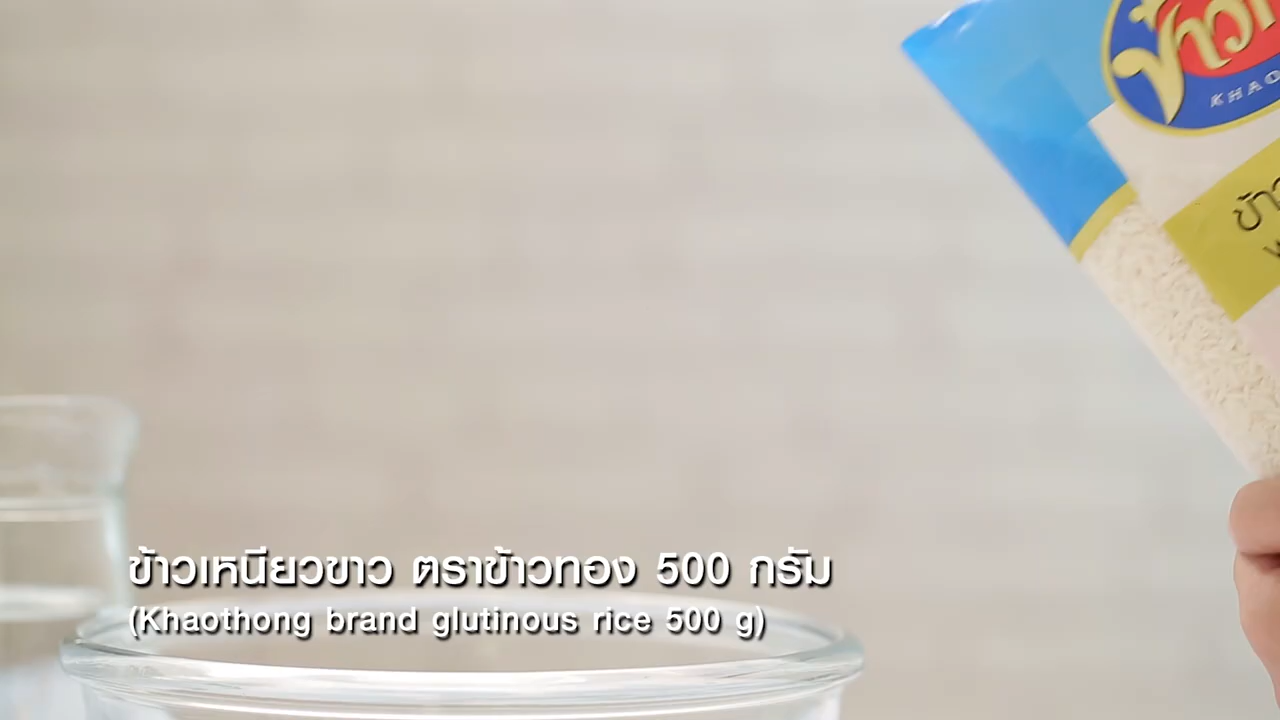 KHAO
ข้าวเหนียวขาว ตราข้าวทอง 500 กรัม
(Khaothong brand glutinous rice 500 g)